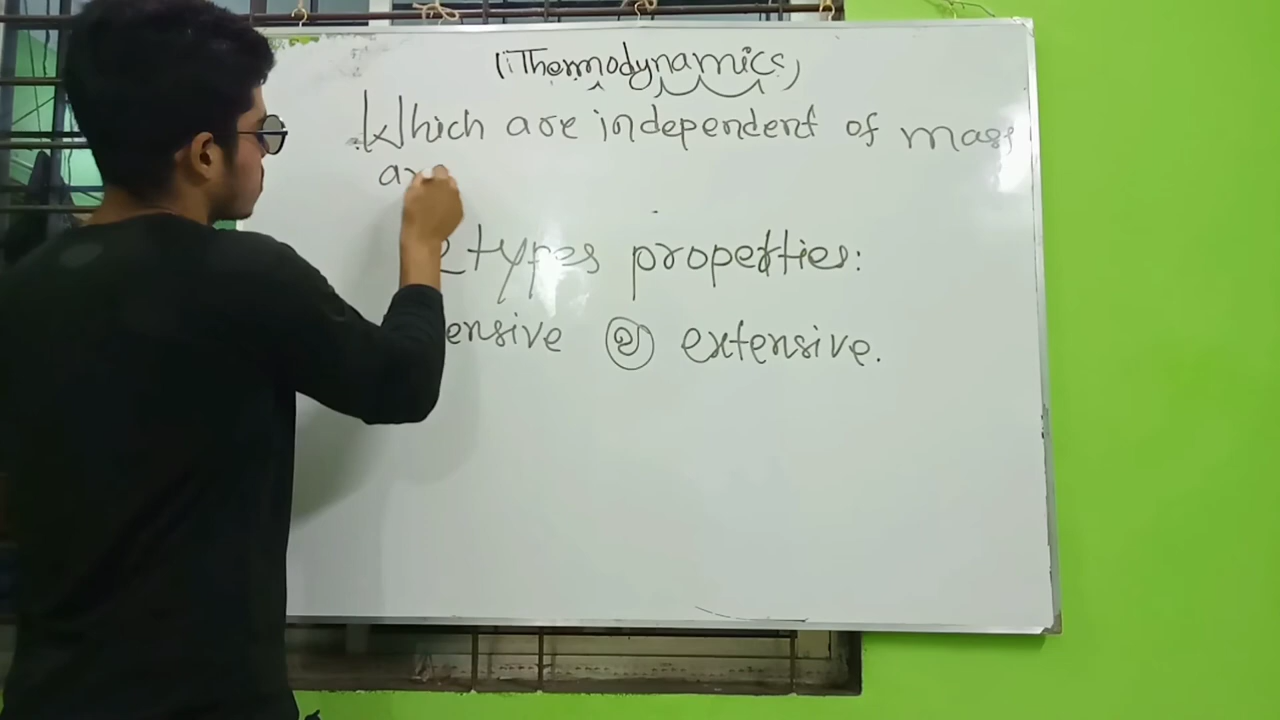 (Thermodynamics)
Which are independent of mass
2 types properties:
ensive ② extensive.